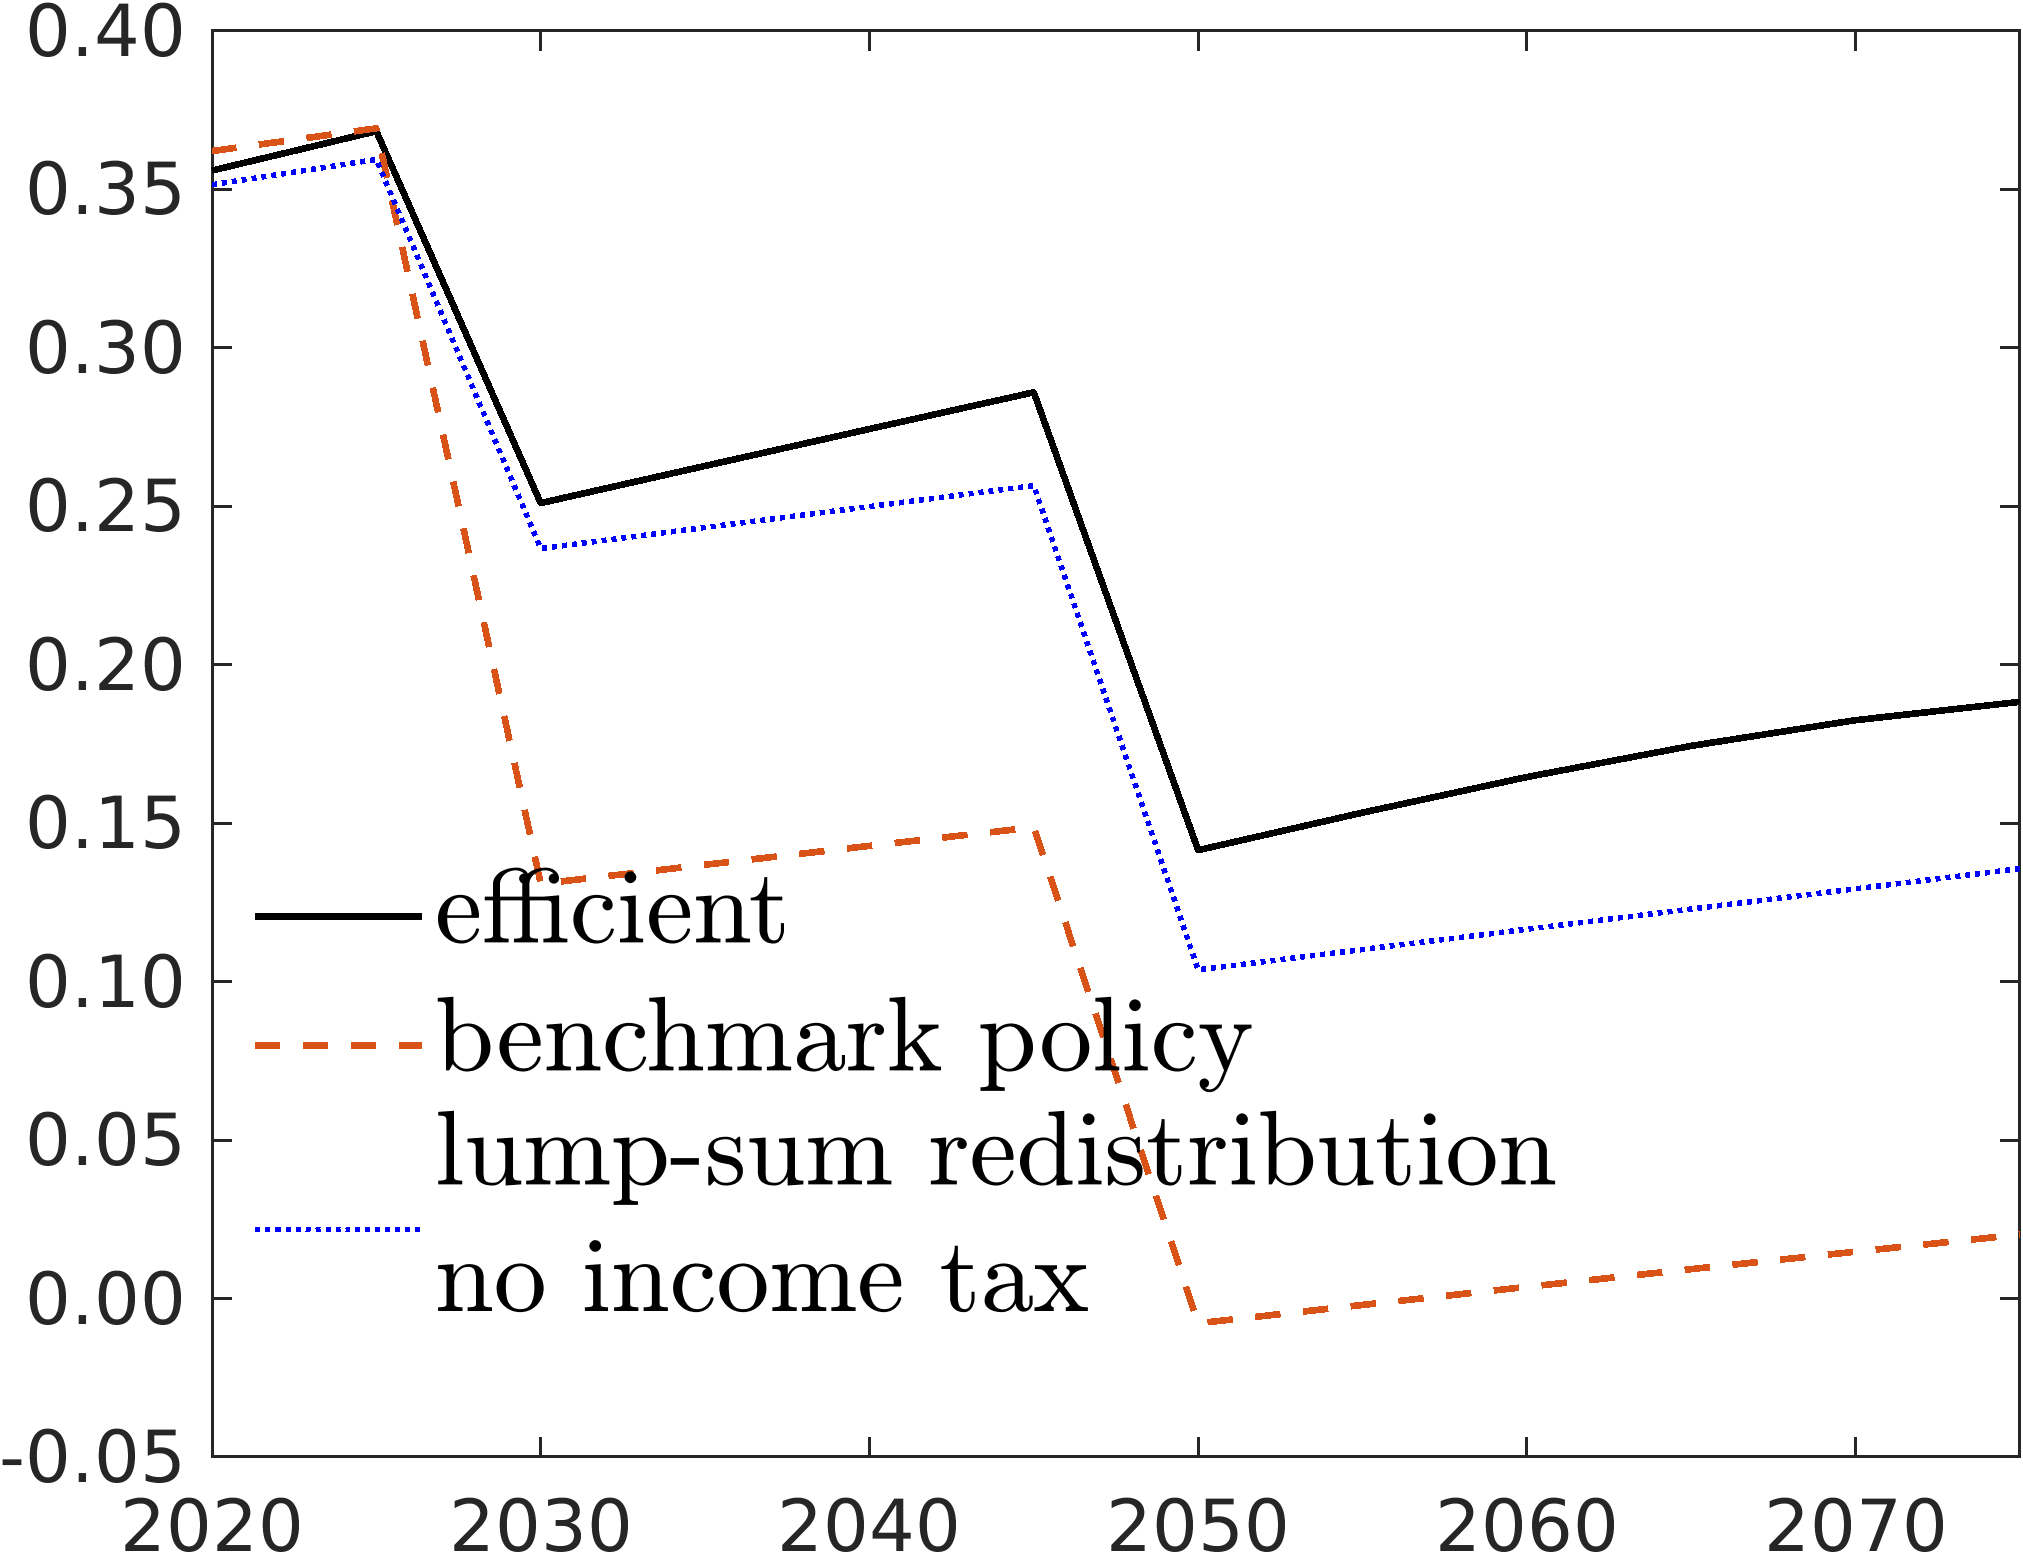 0.40
0.35
0.30
0.25
0.20
0.15
0.10
0.05
0.00
-0.05
efficient
benchmark policy
lump-sum redistribution
no income tax
2020 2030 2040 2050 2060 2070